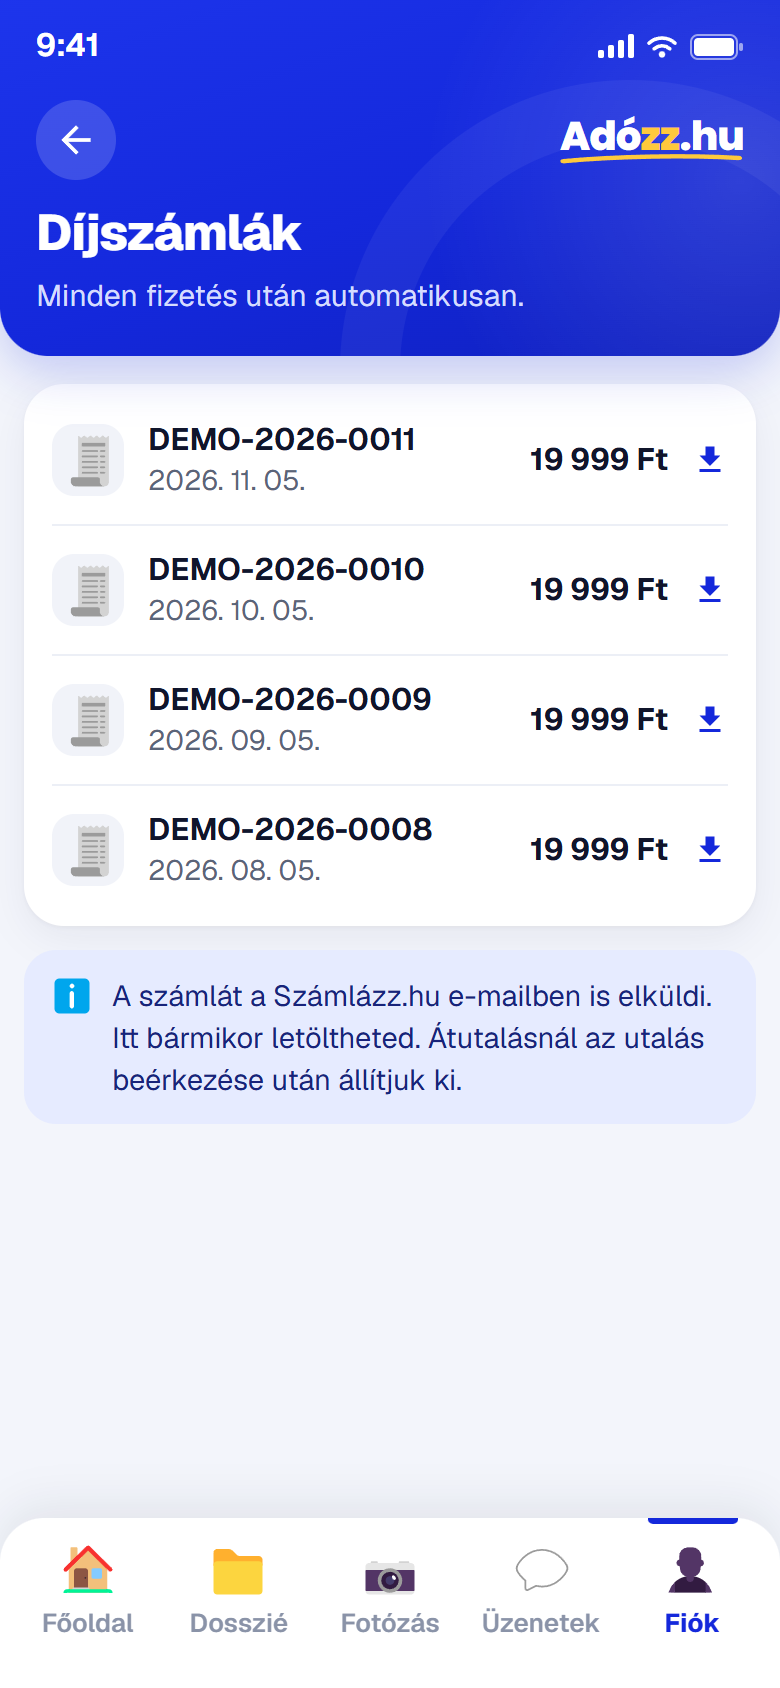 9:41
Adózz.hu
Díjszámlák
Minden fizetés után automatikusan.
DEMO-2026-0011
19 999 Ft
2026. 11. 05.
DEMO-2026-0010
19 999 Ft
2026. 10. 05.
DEMO-2026-0009
19 999 Ft
2026. 09. 05.
DEMO-2026-0008
19 999 Ft
2026. 08. 05.
A számlát a Számlázz.hu e-mailben is elküldi.
Itt bármikor letöltheted. Átutalásnál az utalás
beérkezése után állítjuk ki.
Főoldal
Dosszié
Fotózás
Üzenetek
Fiók